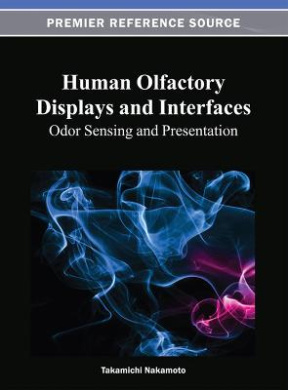 PREMIER REFERENCE SOURCE
Human Olfactory
Displays and Interfaces
Odor Sensing and Presentation
Takamichi Nakamoto